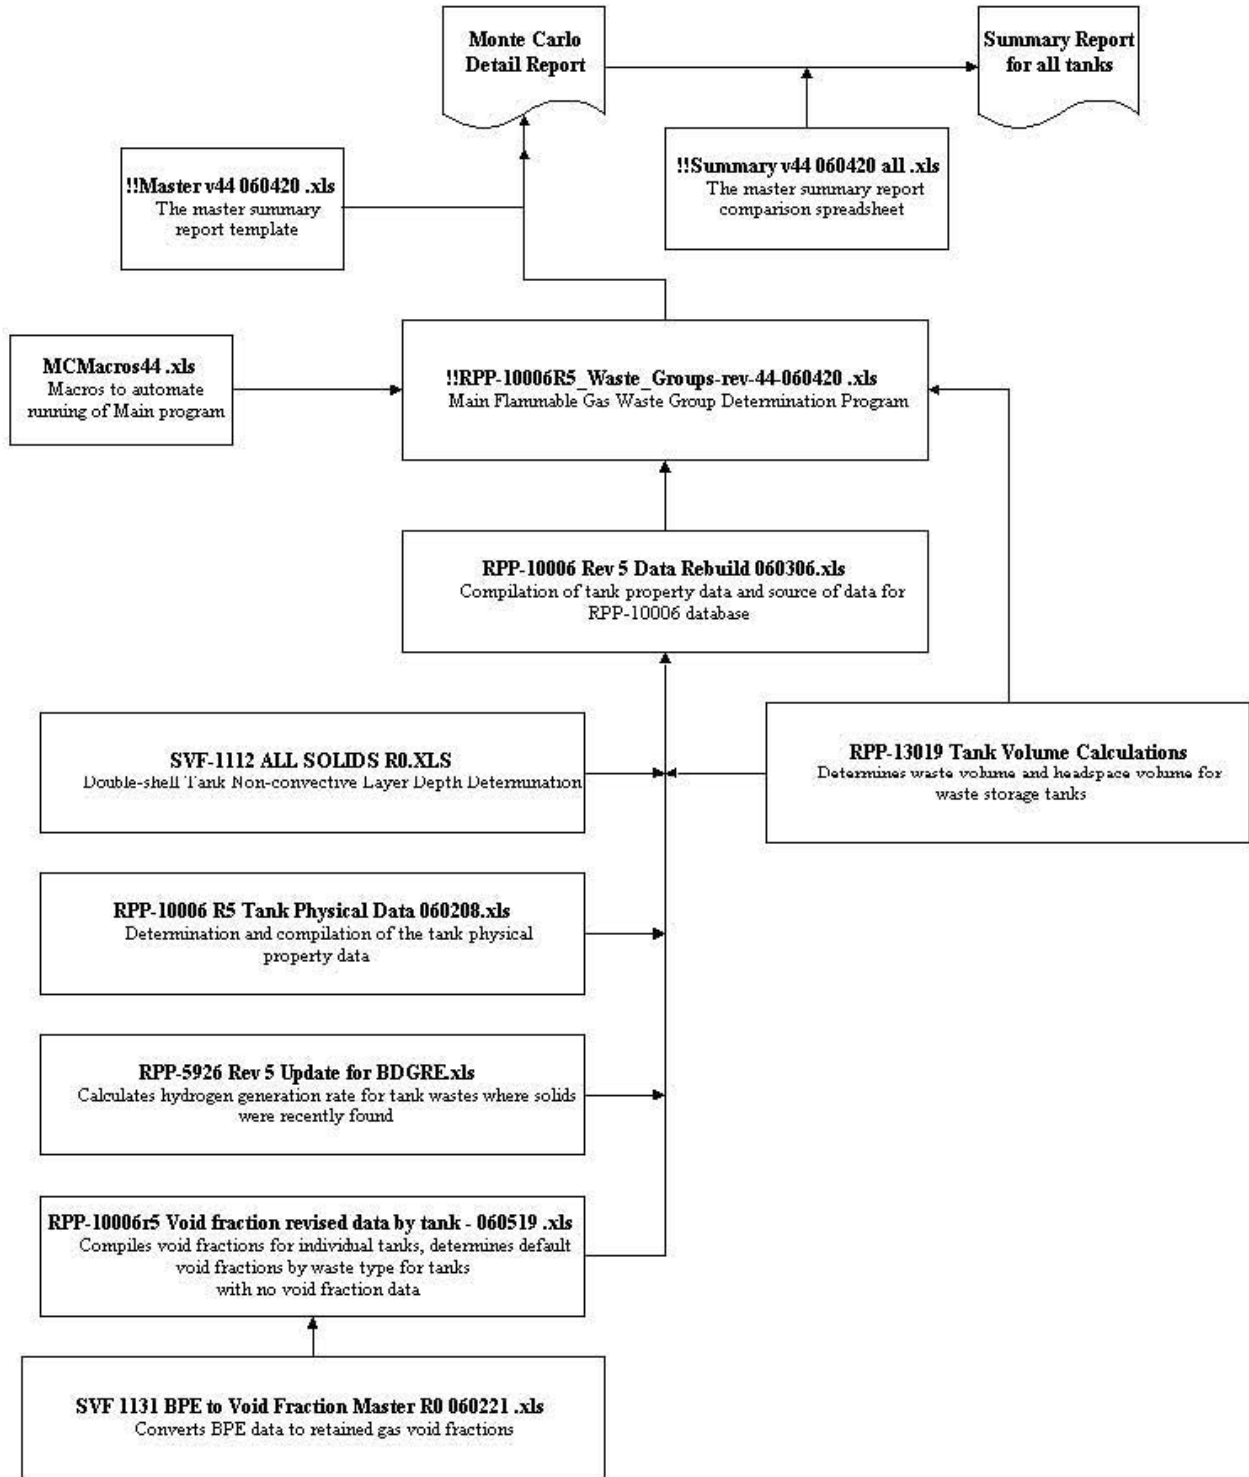 Monte Carlo
Detail Report
Summary Report
for all tanks
!!Master v44 060420 .xls
The master summary
report template
!!Summary v44 060420 all .xls
The master summary report
comparison spreadsheet
MCMacros44 .xls
Macros to automate
running of Main program
!!RPP-10006R5_Waste_Groups-rev-44-060420 .xls
Main Flammable Gas Waste Group Determination Program
RPP-10006 Rev 5 Data Rebuild 060306.xls
Compilation of tank property data and source of data for
RPP-10006 database
SVF-1112 ALL SOLIDS R0.XLS
Double-shell Tank Non-convective Layer Depth Determination
RPP-13019 Tank Volume Calculations
Determines waste volume and headspace volume for
waste storage tanks
RPP-10006 R5 Tank Physical Data 060208.xls
Determination and compilation of the tank physical
property data
RPP-5926 Rev 5 Update for BDGRE.xls
Calculates hydrogen generation rate for tank wastes where solids
were recently found
RPP-10006r5 Void fraction revised data by tank - 060519 .xls
Compiles void fractions for individual tanks, determines default
void fractions by waste type for tanks
with no void fraction data
SVF 1131 BPE to Void Fraction Master R0 060221 .xls
Converts BPE data to retained gas void fractions